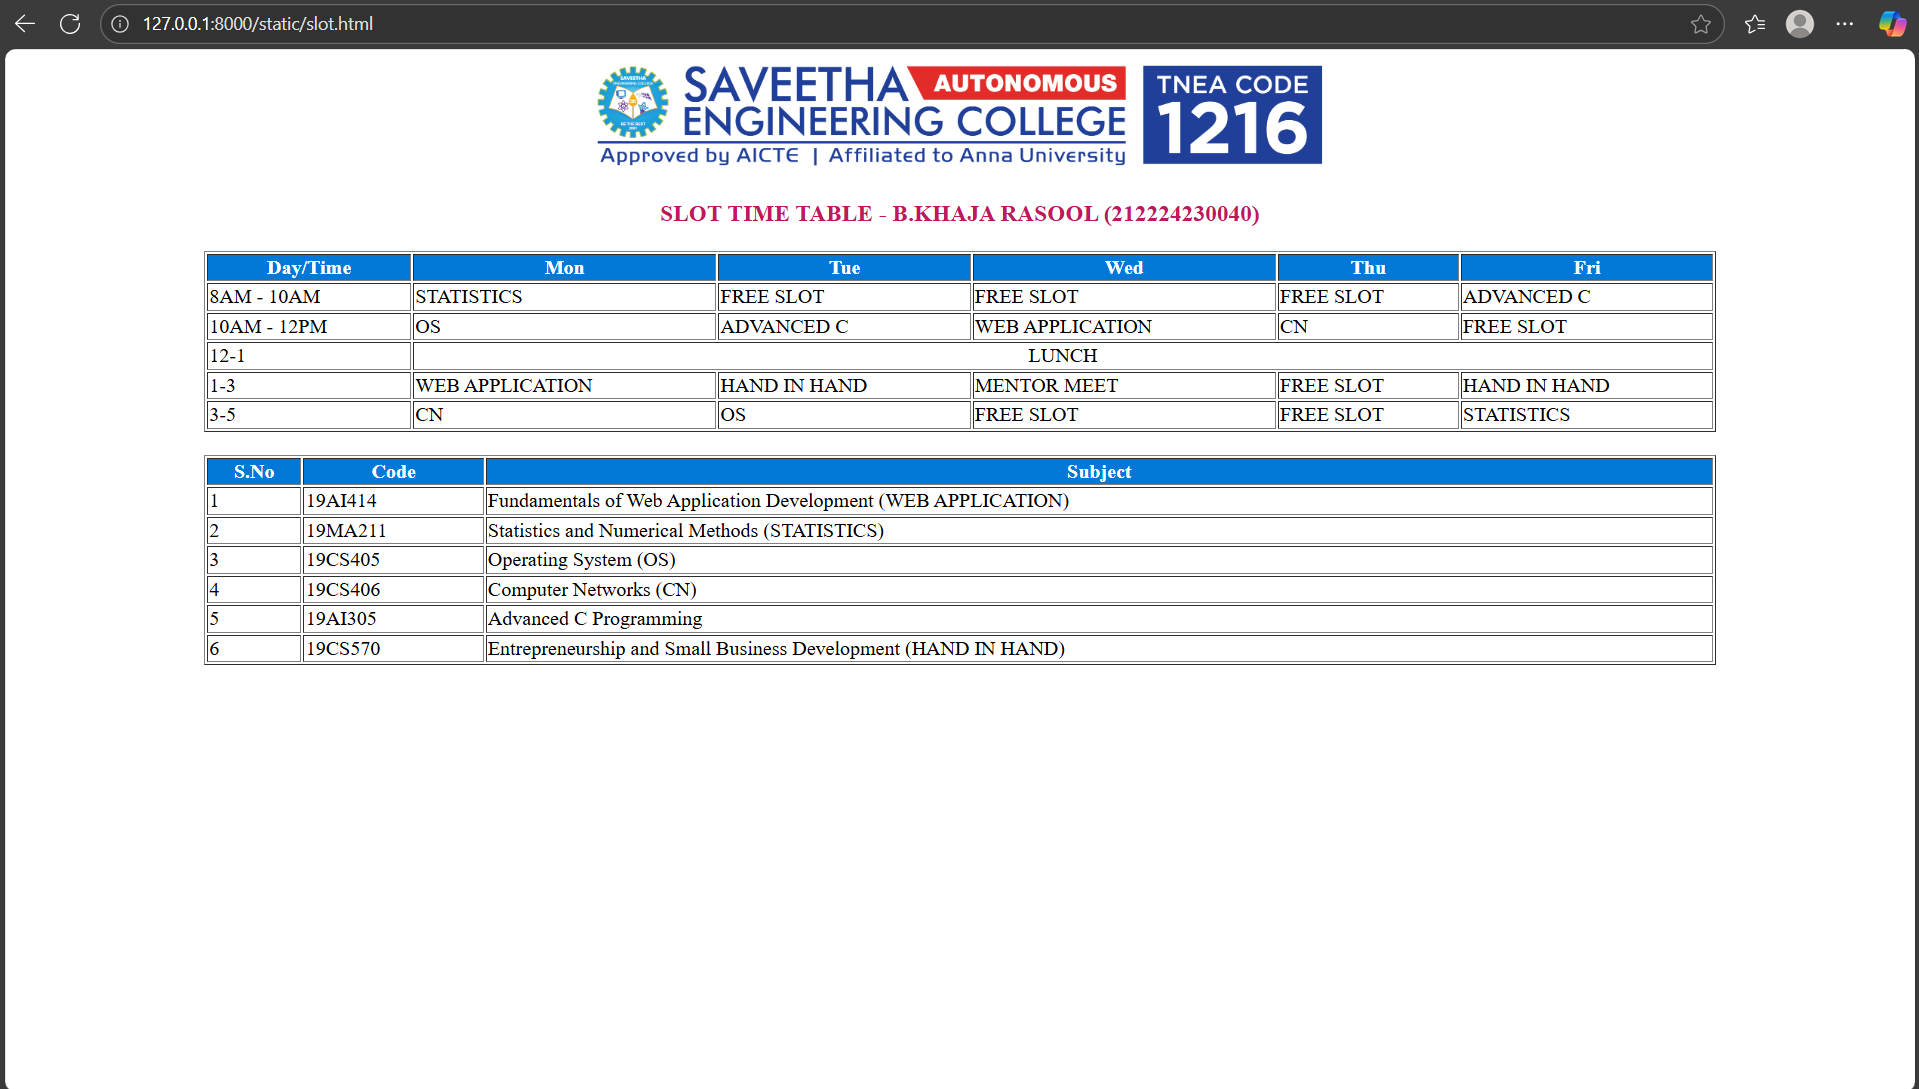 127.0.0.1:8000/static/slot.html
SAVEETHA AUTONOMOUS
ENGINEERING COLLEGE
Approved by AICTE | Affiliated to Anna University
TNEA CODE
1216
SLOT TIME TABLE - B.KHAJA RASOOL (212224230040)
Day/Time Mon Tue Wed Thu Fri
8AM - 10AM STATISTICS FREE SLOT FREE SLOT FREE SLOT ADVANCED C
10AM - 12PM OS ADVANCED C WEB APPLICATION CN FREE SLOT
12-1 LUNCH
1-3 WEB APPLICATION HAND IN HAND MENTOR MEET FREE SLOT HAND IN HAND
3-5 CN OS FREE SLOT FREE SLOT STATISTICS
S.No Code Subject
1 19AI414 Fundamentals of Web Application Development (WEB APPLICATION)
2 19MA211 Statistics and Numerical Methods (STATISTICS)
3 19CS405 Operating System (OS)
4 19CS406 Computer Networks (CN)
5 19AI305 Advanced C Programming
6 19CS570 Entrepreneurship and Small Business Development (HAND IN HAND)